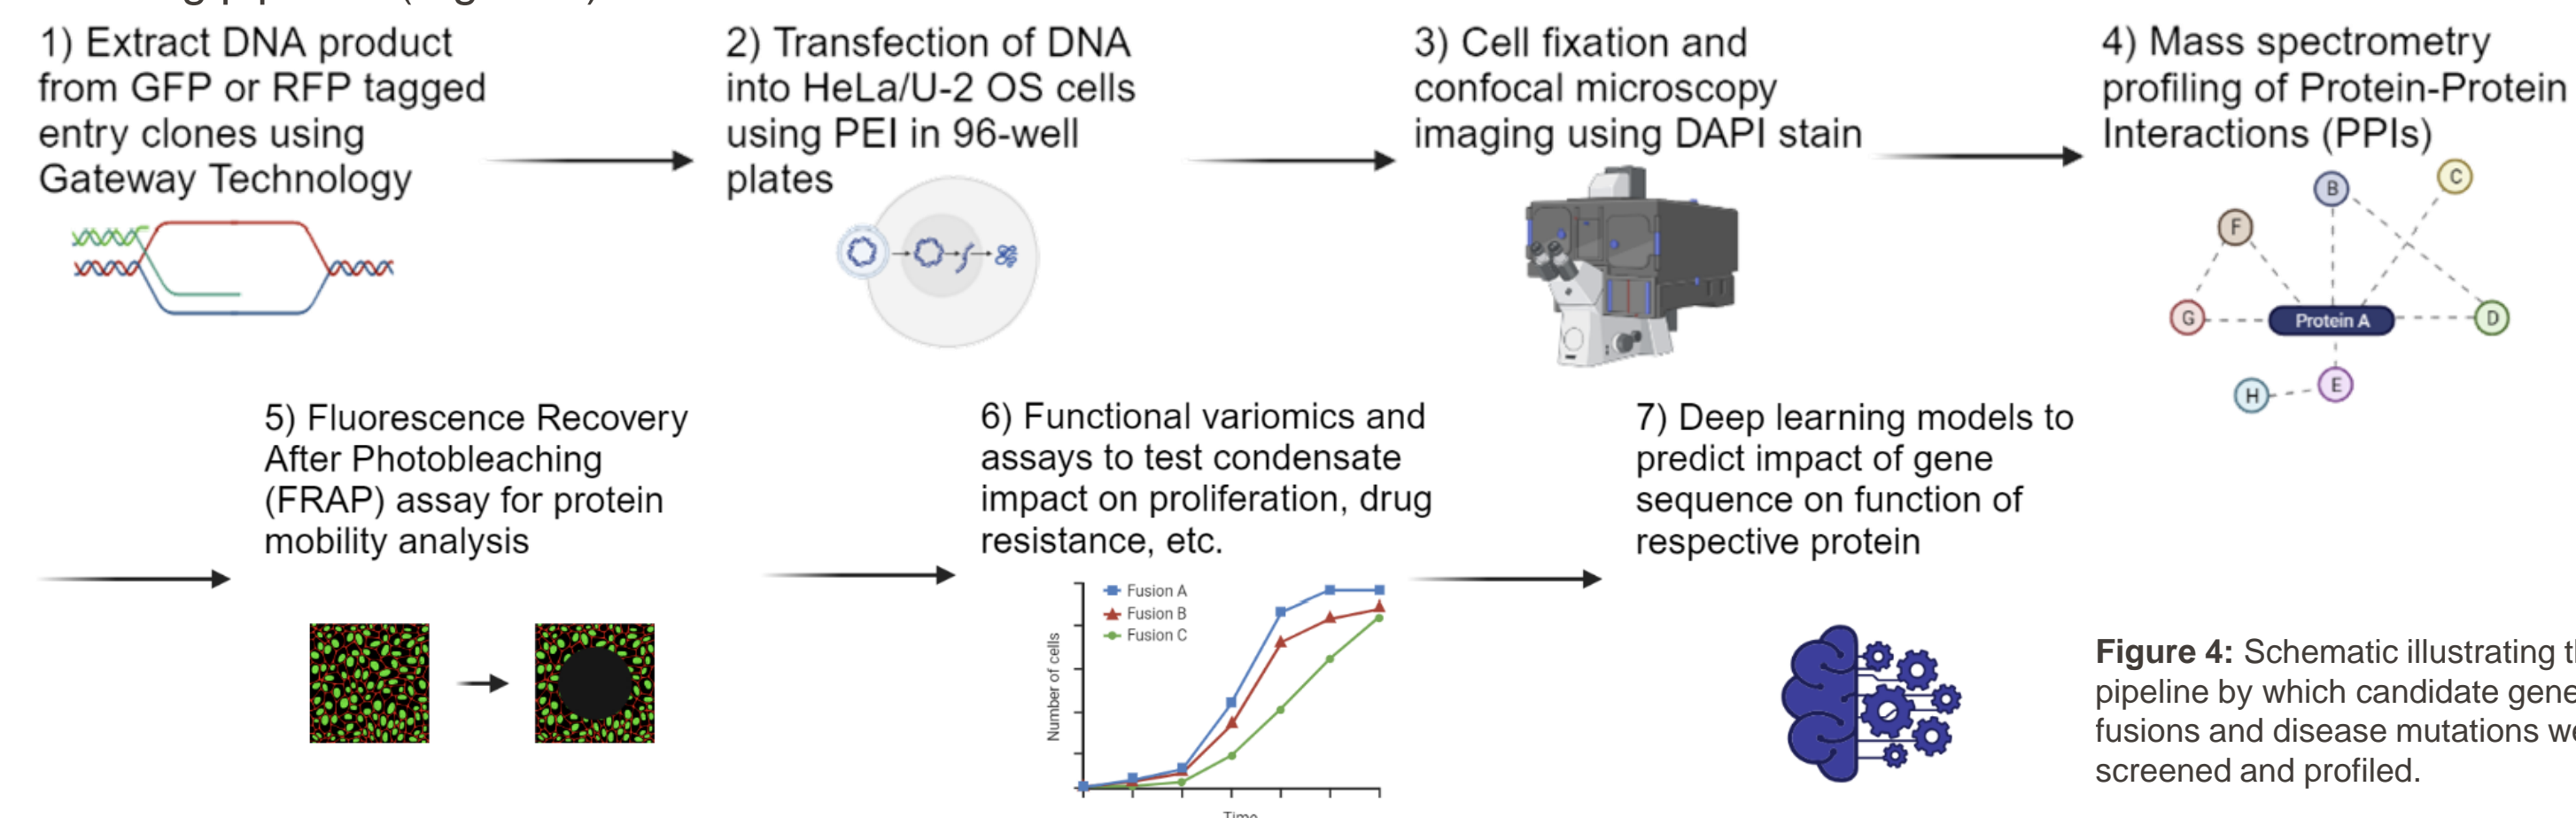 1) Extract DNA product
from GFP or RFP tagged
entry clones using
Gateway Technology
2) Transfection of DNA
into HeLa/U-2 OS cells
using PEI in 96-well
plates
3) Cell fixation and
confocal microscopy
imaging using DAPI stain
4) Mass spectrometry
profiling of Protein-Protein
Interactions (PPIs)
B
C
F
G
Protein A
D
H
E
5) Fluorescence Recovery
After Photobleaching
(FRAP) assay for protein
mobility analysis
6) Functional variomics and
assays to test condensate
impact on proliferation, drug
resistance, etc.
Fusion A
Fusion B
Fusion C
Number of cells
Time
7) Deep learning models to
predict impact of gene
sequence on function of
respective protein
Figure 4: Schematic illustrating
pipeline by which candidate gene
fusions and disease mutations
screened and profiled.